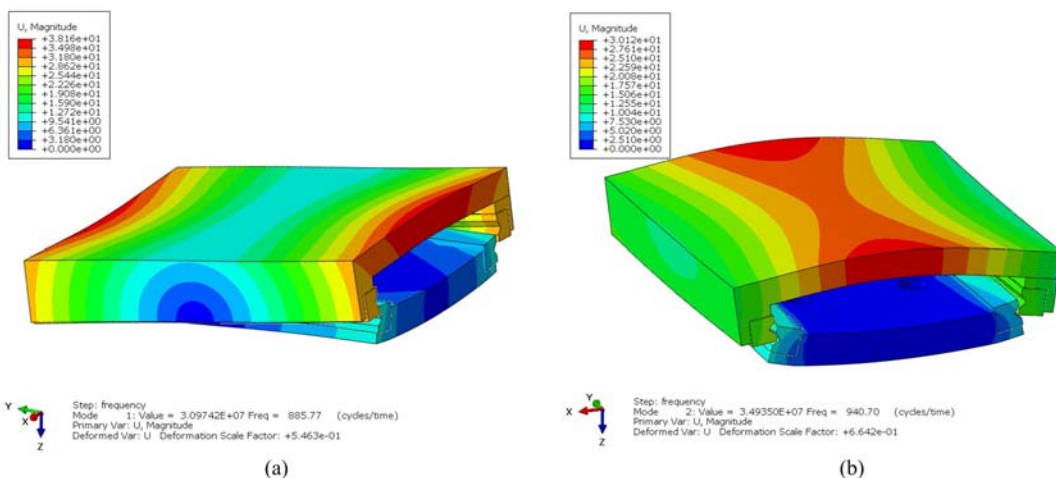 U, Magnitude
+3.816e+01
+3.498e+01
+3.180e+01
+2.862e+01
+2.544e+01
+2.226e+01
+1.908e+01
+1.590e+01
+1.272e+01
+9.541e+00
+6.361e+00
+3.180e+00
+0.000e+00
Y
X
Z
Step: frequency
Mode 1: Value = 3.09742E+07 Freq = 885.77 (cycles/time)
Primary Var: U, Magnitude
Deformed Var: U Deformation Scale Factor: +5.463e-01
(a)
U, Magnitude
+3.012e+01
+2.761e+01
+2.510e+01
+2.259e+01
+2.008e+01
+1.757e+01
+1.506e+01
+1.255e+01
+1.004e+01
+7.530e+00
+5.020e+00
+2.510e+00
+0.000e+00
Y
X
Z
Step: frequency
Mode 2: Value = 3.49350E+07 Freq = 940.70 (cycles/time)
Primary Var: U, Magnitude
Deformed Var: U Deformation Scale Factor: +6.642e-01
(b)